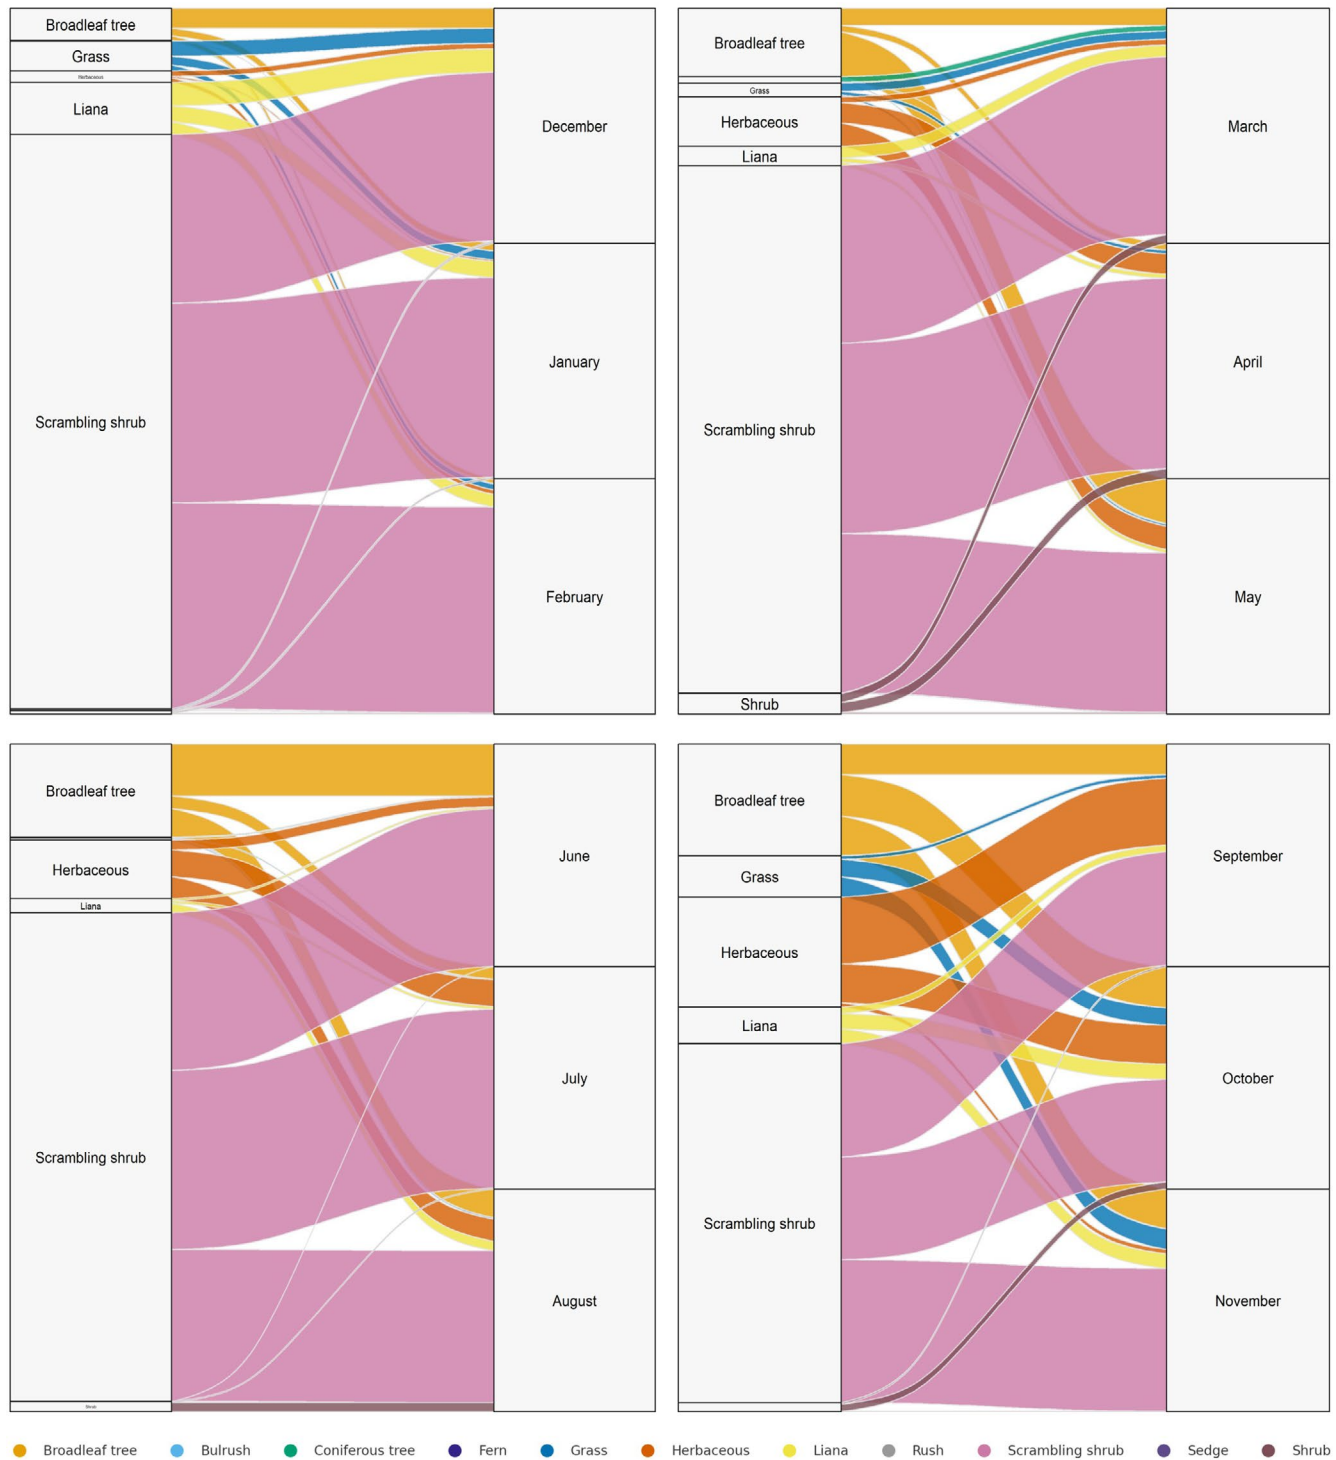 Broadleaf tree
Grass
Herbaceous
Liana
Scrambling shrub
December
January
February
Broadleaf tree
Grass
Herbaceous
Liana
Scrambling shrub
Shrub
March
April
May
Broadleaf tree
Herbaceous
Liana
Scrambling shrub
Shrub
June
July
August
Broadleaf tree
Grass
Herbaceous
Liana
Scrambling shrub
September
October
November
Broadleaf tree Bulrush Coniferous tree Fern Grass Herbaceous Liana Rush Scrambling shrub Sedge Shrub